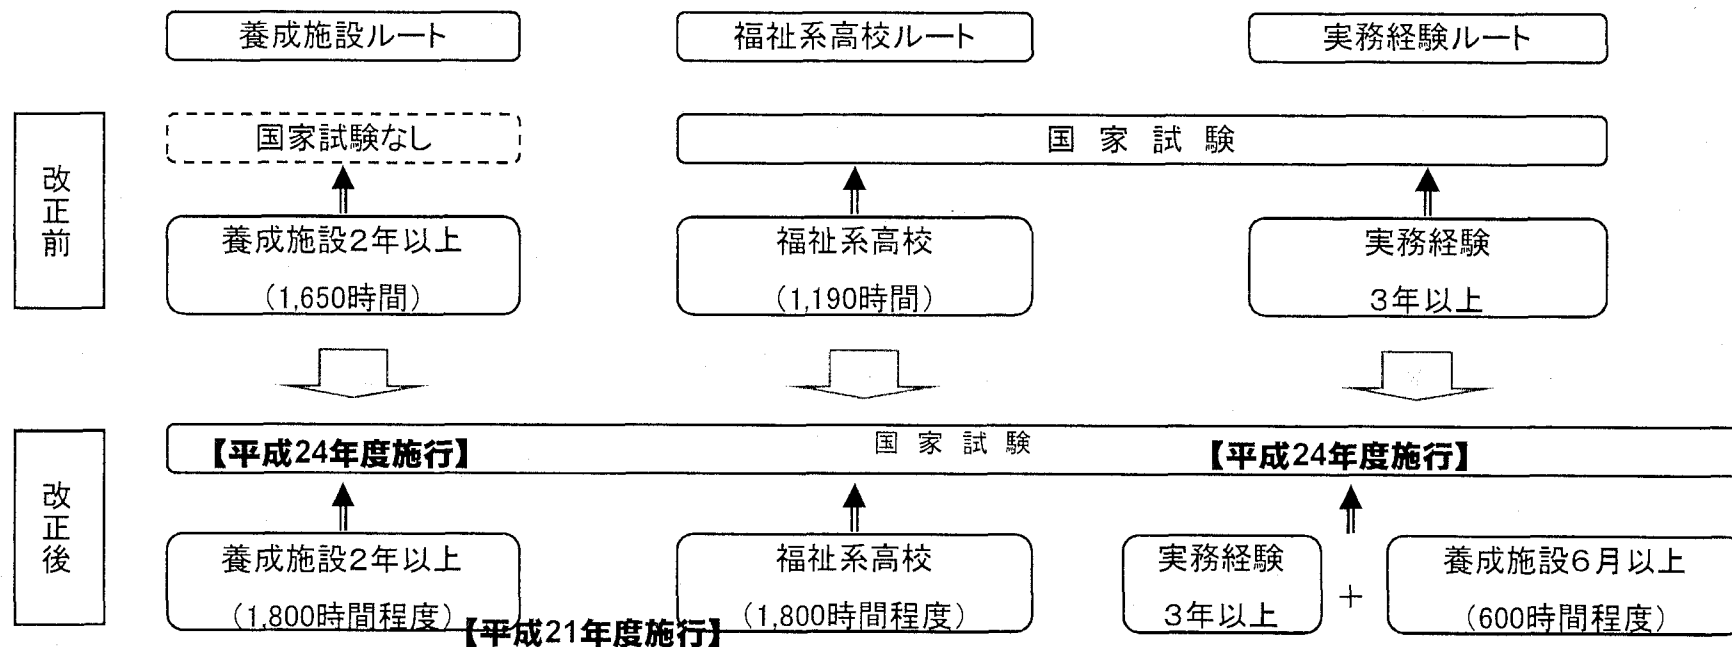 養成施設ルート
福祉系高校ルート
実務経験ルート
改正前
国家試験なし
国家試験
養成施設2年以上
（1,650時間）
福祉系高校
（1,190時間）
実務経験
3年以上
改正後
【平成24年度施行】
国家試験
【平成24年度施行】
養成施設2年以上
（1,800時間程度）
福祉系高校
（1,800時間程度）
【平成21年度施行】
実務経験
3年以上
＋
養成施設6月以上
（600時間程度）